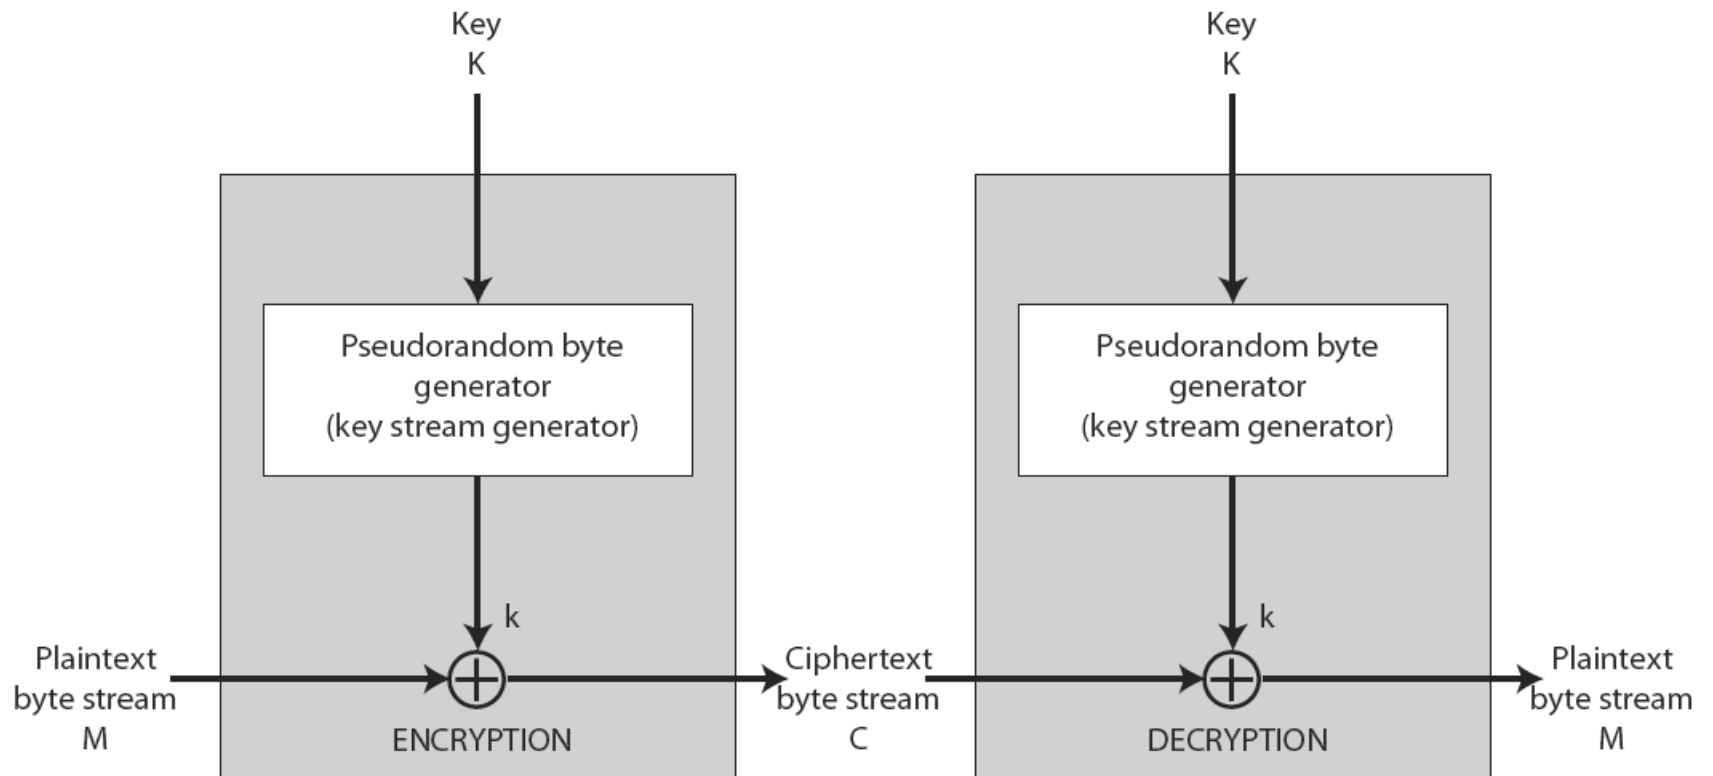 Key
K
Key
K
Pseudorandom byte
generator
(key stream generator)
Pseudorandom byte
generator
(key stream generator)
k
k
Plaintext
byte stream
M
ENCRYPTION
Ciphertext
byte stream
C
DECRYPTION
Plaintext
byte stream
M